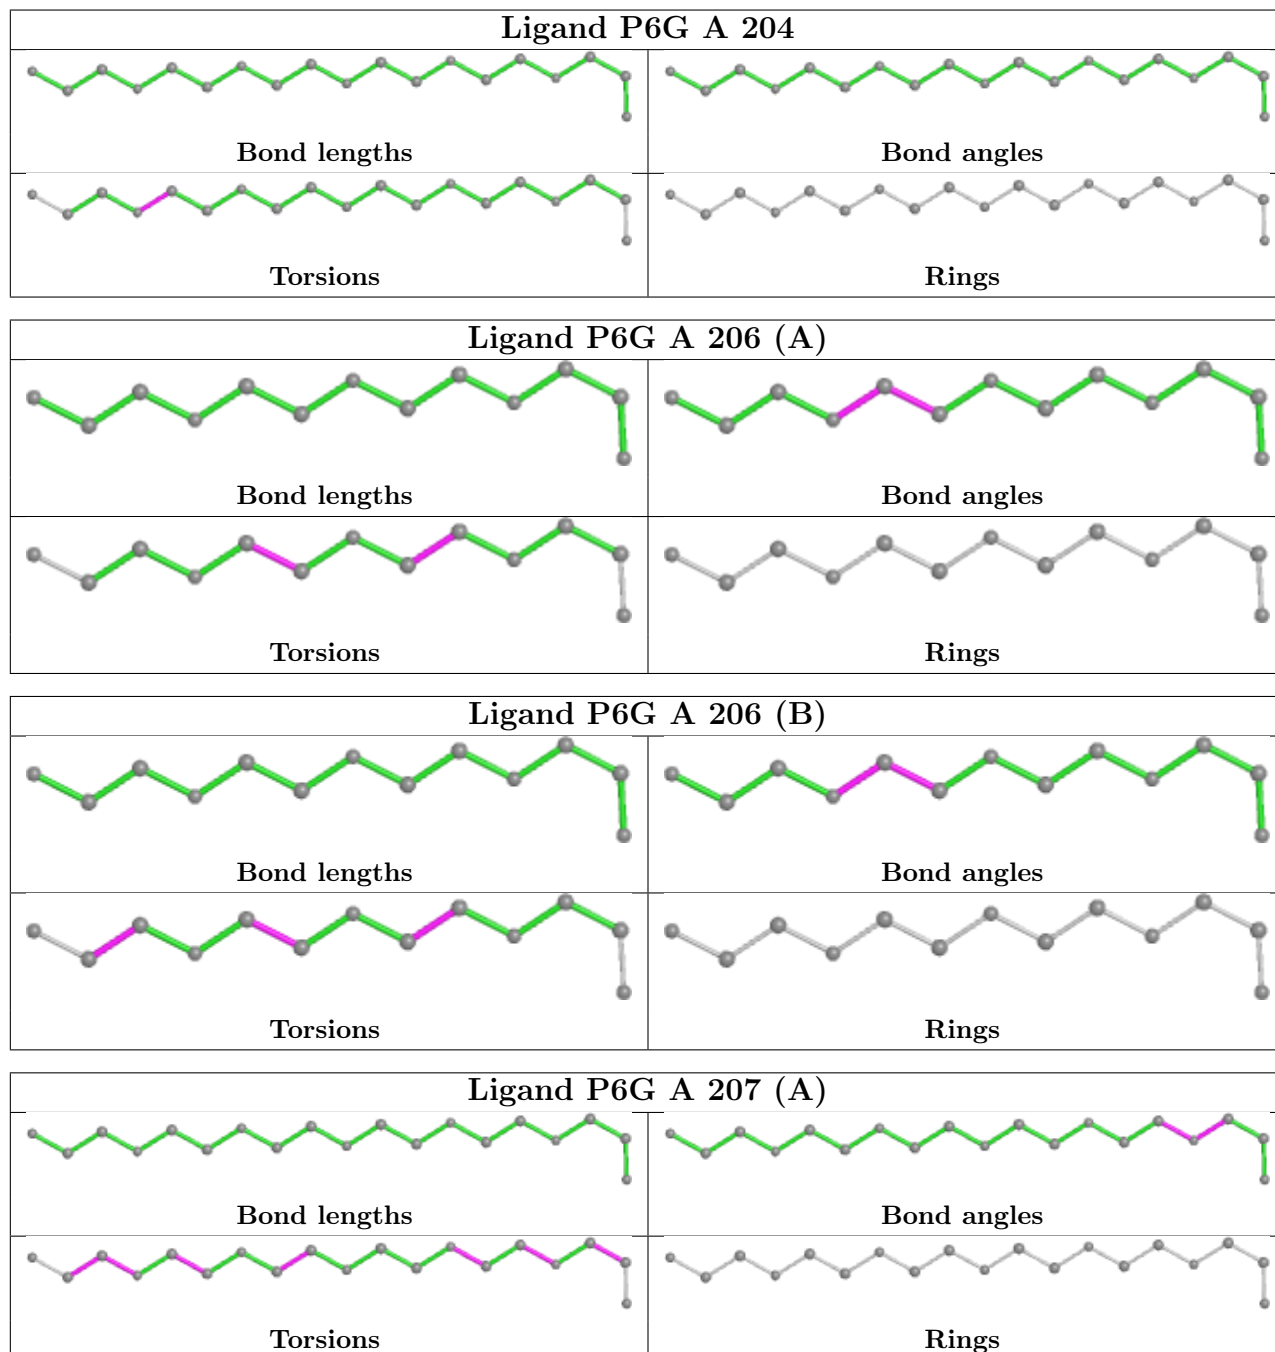 Ligand P6G A 204
Bond lengths Bond angles
Torsions Rings
Ligand P6G A 206 (A)
Bond lengths Bond angles
Torsions Rings
Ligand P6G A 206 (B)
Bond lengths Bond angles
Torsions Rings
Ligand P6G A 207 (A)
Bond lengths Bond angles
Torsions Rings